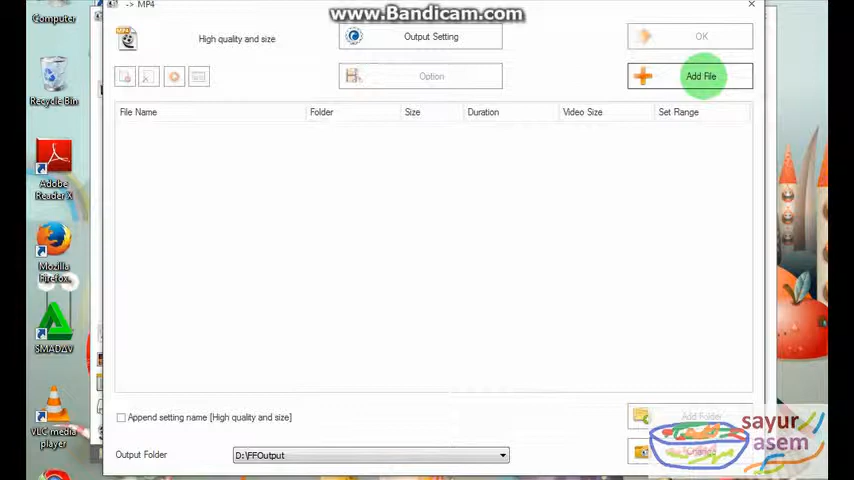 www.Bandicam.com
Computer
-> MP4
MP4
High quality and size
Output Setting
OK
Option
Add File
Recycle Bin
File Name
Folder
Size
Duration
Video Size
Set Range
Adobe
Reader X
Mozilla
Firefox
SMADAV
VLC media
player
Append setting name [High quality and size]
Add Folder
sayur
asem
Output Folder
D:\FFOutput
Change